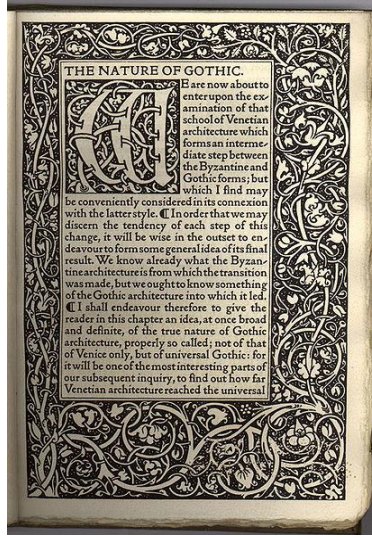 THE NATURE OF GOTHIC.
WE are now about to
enter upon the ex-
amination of that
school of Venetian
architecture which
forms an interme-
diate step between
the Byzantine and
Gothic forms; but
which I find may
be conveniently considered in its connexion
with the latter style. ¶ In order that we may
discern the tendency of each step of this
change, it will be wise in the outset to en-
deavour to form some general idea of its final
result. We know already what the Byzan-
tine architecture is from which the transition
was made, but we ought to know something
of the Gothic architecture into which it led.
¶ I shall endeavour therefore to give the
reader in this chapter an idea, at once broad
and definite, of the true nature of Gothic
architecture, properly so called; not of that
of Venice only, but of universal Gothic: for
it will be one of the most interesting parts of
our subsequent inquiry, to find out how far
Venetian architecture reached the universal